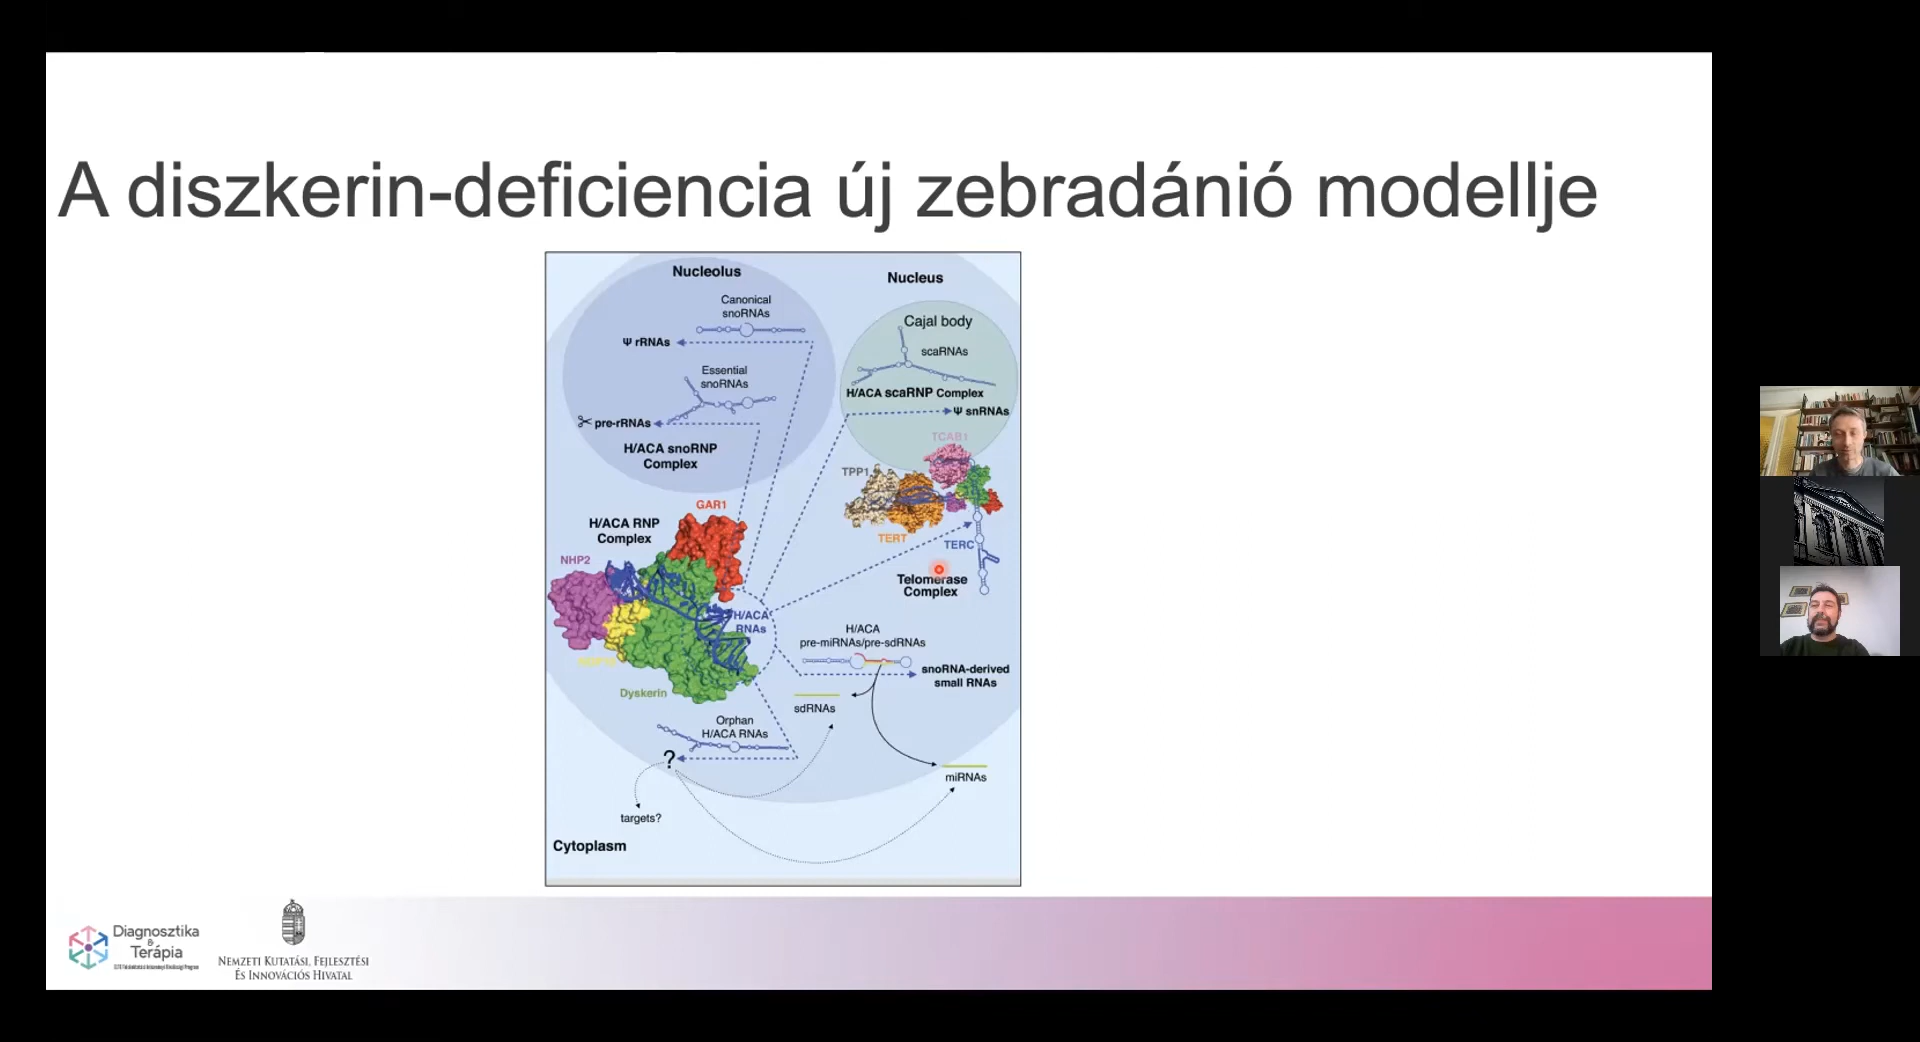 A diszkerin-deficiencia új zebradánió modellje
Nucleolus
Nucleus
Canonical
snoRNAs
Ψ rRNAs
Cajal body
scaRNAs
Essential
snoRNAs
H/ACA scaRNP Complex
Ψ snRNAs
pre-rRNAs
H/ACA snoRNP
Complex
TCAB1
TPP1
GAR1
H/ACA RNP
Complex
TERT
TERC
NHP2
Telomerase
Complex
H/ACA
RNAs
H/ACA
pre-miRNAs/pre-sdRNAs
snoRNA-derived
small RNAs
Dyskerin
sdRNAs
Orphan
H/ACA RNAs
?
miRNAs
targets?
Cytoplasm
Diagnosztika
&
Terápia
Nemzeti Kutatási, Fejlesztési
és Innovációs Hivatal